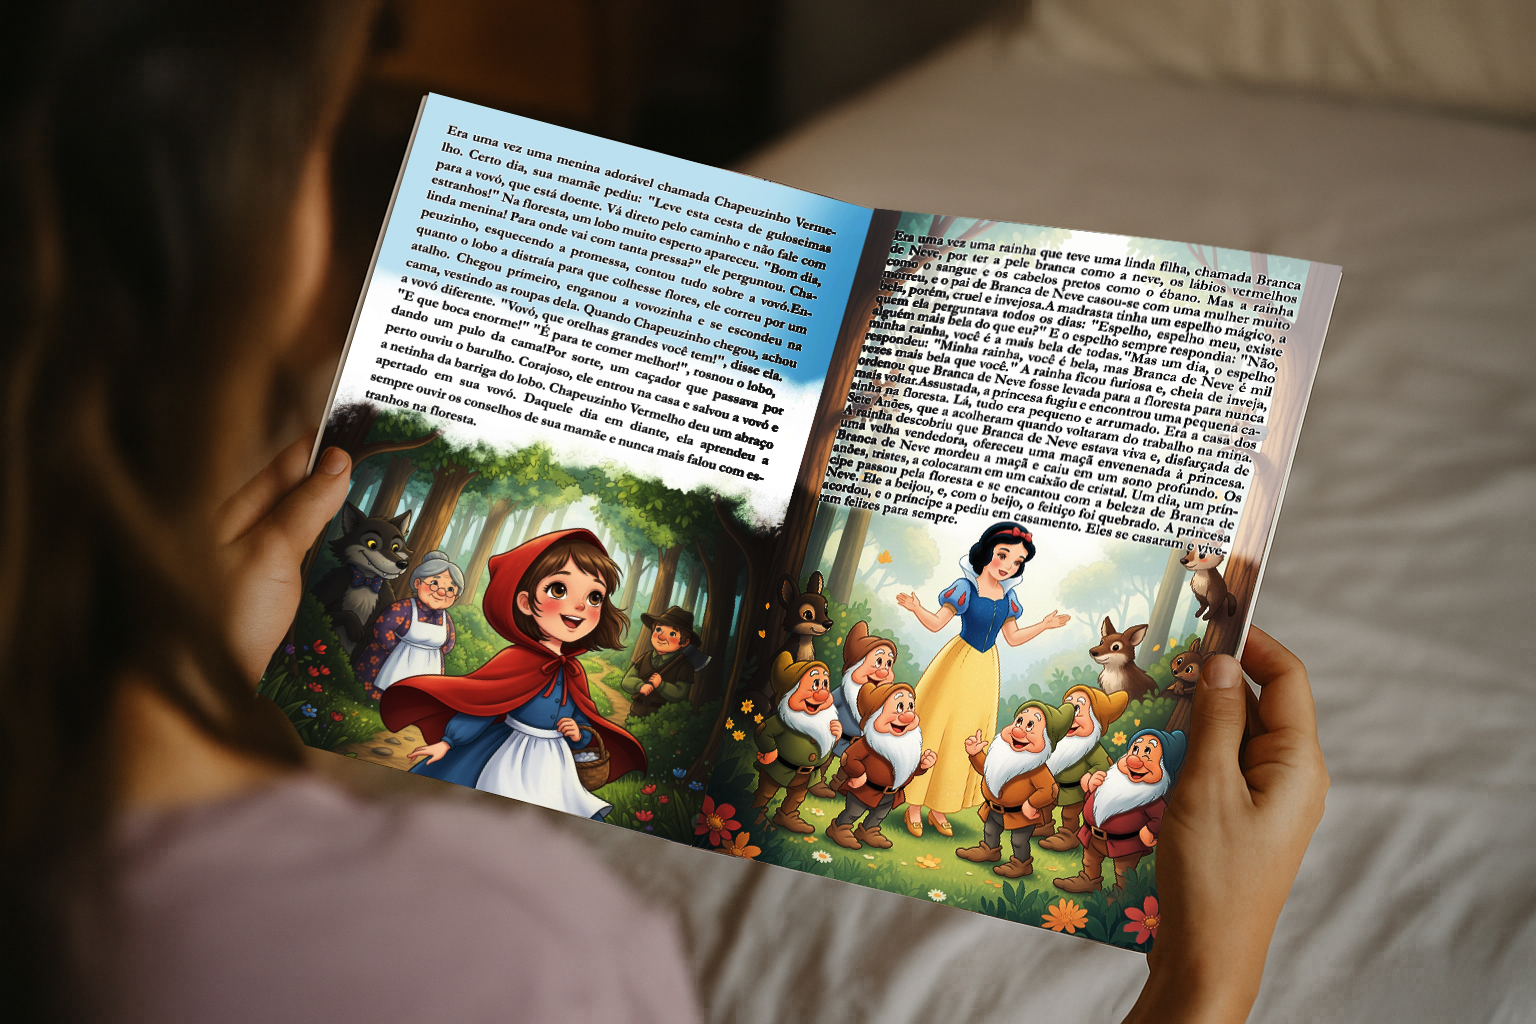 Era uma vez uma menina adorável chamada Chapeuzinho Verme-
lho. Certo dia, sua mamãe pediu: "Leve esta cesta de guloseimas
para a vovó, que está doente. Vá direto pelo caminho e não fale com
estranhos!" Na floresta, um lobo muito esperto apareceu. "Bom dia,
linda menina! Para onde vai com tanta pressa?" ele perguntou. Cha-
peuzinho, esquecendo a promessa, contou tudo sobre a vovó.En-
quanto o lobo a distraía para que colhesse flores, ele correu por um
atalho. Chegou primeiro, enganou a vovozinha e se escondeu na
cama, vestindo as roupas dela. Quando Chapeuzinho chegou, achou
a vovó diferente. "Vovó, que orelhas grandes você tem!", disse ela.
"E que boca enorme!" "É para te comer melhor!", rosnou o lobo,
dando um pulo da cama!Por sorte, um caçador que passava por
perto ouviu o barulho. Corajoso, ele entrou na casa e salvou a vovó e
a netinha da barriga do lobo. Chapeuzinho Vermelho deu um abraço
apertado em sua vovó. Daquele dia em diante, ela aprendeu a
sempre ouvir os conselhos de sua mamãe e nunca mais falou com es-
tranhos na floresta.
Era uma vez uma rainha que teve uma linda filha, chamada Branca
de Neve, por ter a pele branca como a neve, os lábios vermelhos
como o sangue e os cabelos pretos como o ébano. Mas a rainha
morreu, e o pai de Branca de Neve casou-se com uma mulher muito
bela, porém, cruel e invejosa.A madrasta tinha um espelho mágico, a
quem ela perguntava todos os dias: "Espelho, espelho meu, existe
alguém mais bela do que eu?" E o espelho sempre respondia: "Não,
minha rainha, você é a mais bela de todas."Mas um dia, o espelho
respondeu: "Minha rainha, você é bela, mas Branca de Neve é mil
vezes mais bela que você." A rainha ficou furiosa e, cheia de inveja,
ordenou que Branca de Neve fosse levada para a floresta para nunca
mais voltar.Assustada, a princesa fugiu e encontrou uma pequena ca-
sinha na floresta. Lá, tudo era pequeno e arrumado. Era a casa dos
Sete Anões, que a acolheram quando voltaram do trabalho na mina.
A rainha descobriu que Branca de Neve estava viva e, disfarçada de
uma velha vendedora, ofereceu uma maçã envenenada à princesa.
Branca de Neve mordeu a maçã e caiu em um sono profundo. Os
anões, tristes, a colocaram em um caixão de cristal. Um dia, um prín-
cipe passou pela floresta e se encantou com a beleza de Branca de
Neve. Ele a beijou, e, com o beijo, o feitiço foi quebrado. A princesa
acordou, e o príncipe a pediu em casamento. Eles se casaram e vive-
ram felizes para sempre.